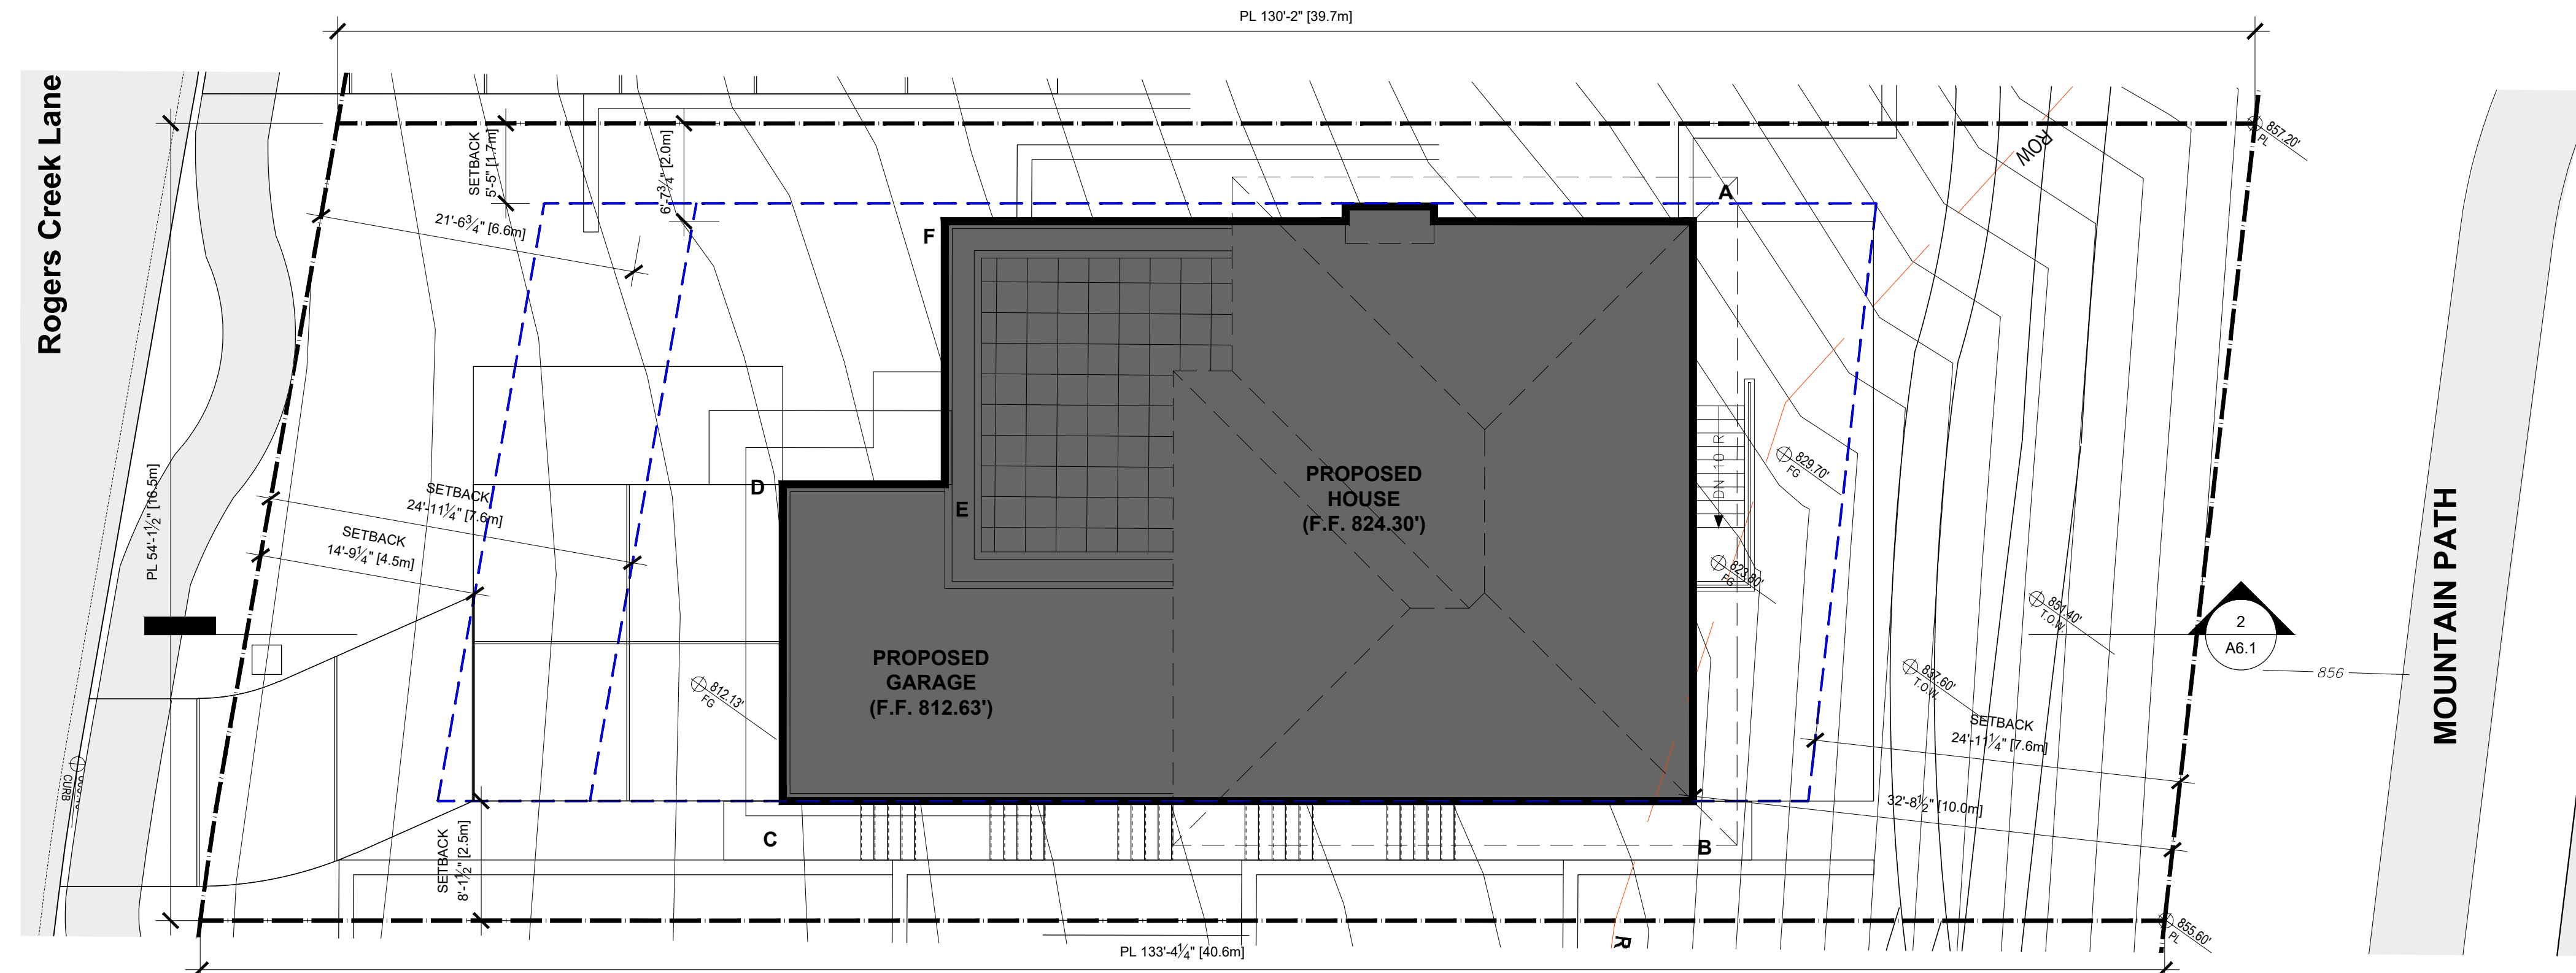 PL 130'-2" [39.7m]
Rogers Creek Lane
SETBACK
5'-5" [1.7m]
6'-7¾" [2.0m]
21'-6¾" [6.6m]
ROW
857.20'
PL
A
F
PL 54'-1½" [16.5m]
SETBACK
24'-11¼" [7.6m]
SETBACK
14'-9¼" [4.5m]
D
E
PROPOSED
HOUSE
(F.F. 824.30')
DN 10 R
829.70'
FG
823.80'
FG
851.40'
T.O.W.
2
A6.1
856
MOUNTAIN PATH
PROPOSED
GARAGE
(F.F. 812.63')
812.13'
FG
837.60'
T.O.W.
SETBACK
24'-11¼" [7.6m]
32'-8½" [10.0m]
CURB
SETBACK
8'-1½" [2.5m]
C
B
R
855.60'
PL
PL 133'-4¼" [40.6m]